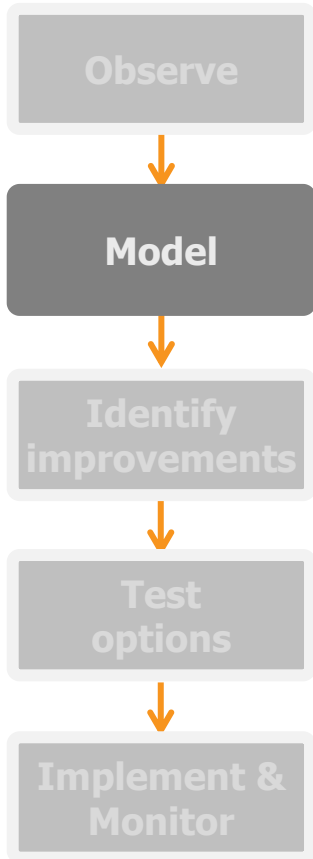 Observe
Model
Identify
improvements
Test
options
Implement &
Monitor